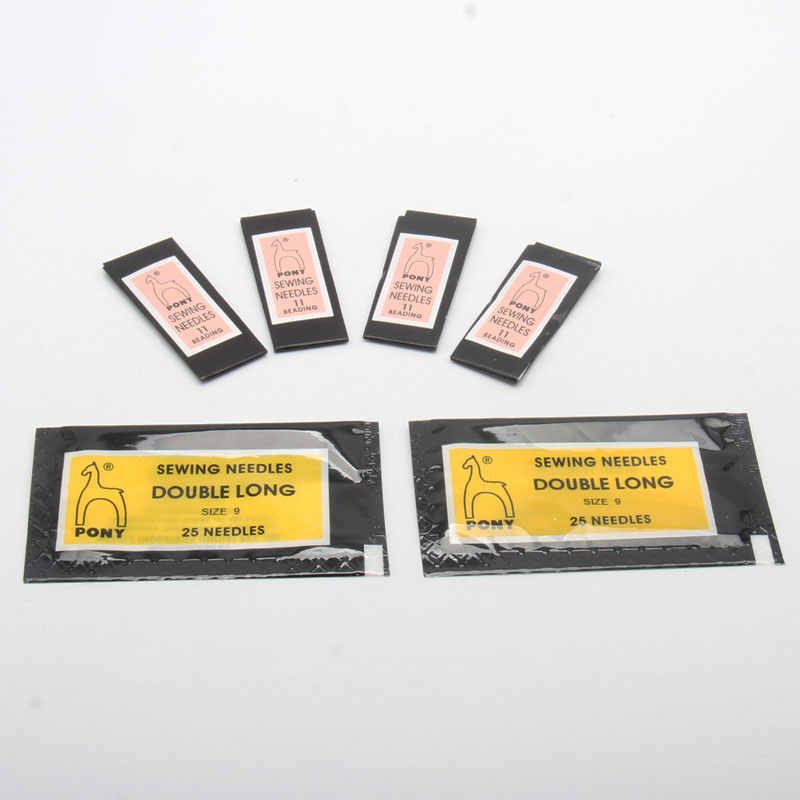 ®
PONY
SEWING
NEEDLES
11
BEADING
®
PONY
SEWING
NEEDLES
11
BEADING
®
PONY
SEWING
NEEDLES
11
BEADING
®
PONY
SEWING
NEEDLES
11
BEADING
®
PONY
SEWING NEEDLES
DOUBLE LONG
SIZE 9
25 NEEDLES
®
PONY
SEWING NEEDLES
DOUBLE LONG
SIZE 9
25 NEEDLES